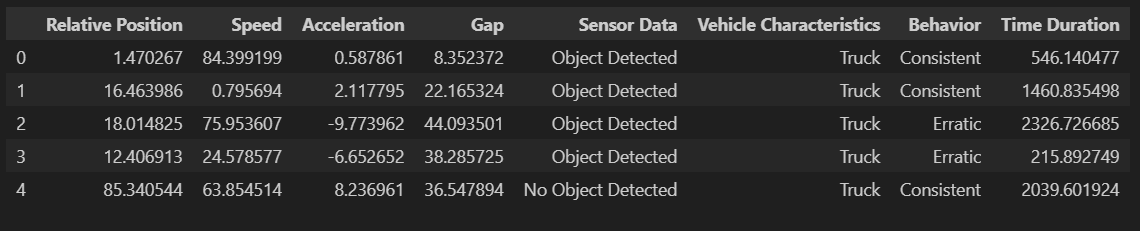 Relative Position Speed Acceleration Gap Sensor Data Vehicle Characteristics Behavior Time Duration
0 1.470267 84.399199 0.587861 8.352372 Object Detected Truck Consistent 546.140477
1 16.463986 0.795694 2.117795 22.165324 Object Detected Truck Consistent 1460.835498
2 18.014825 75.953607 -9.773962 44.093501 Object Detected Truck Erratic 2326.726685
3 12.406913 24.578577 -6.652652 38.285725 Object Detected Truck Erratic 215.892749
4 85.340544 63.854514 8.236961 36.547894 No Object Detected Truck Consistent 2039.601924